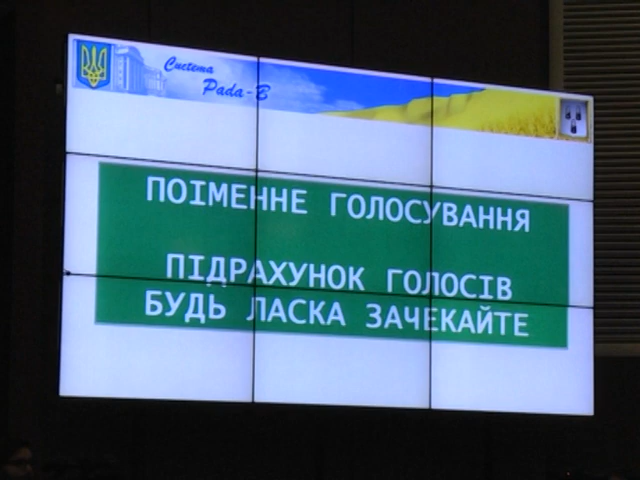 Система
Рада-В
ПОІМЕННЕ ГОЛОСУВАННЯ
ПІДРАХУНОК ГОЛОСІВ
БУДЬ ЛАСКА ЗАЧЕКАЙТЕ